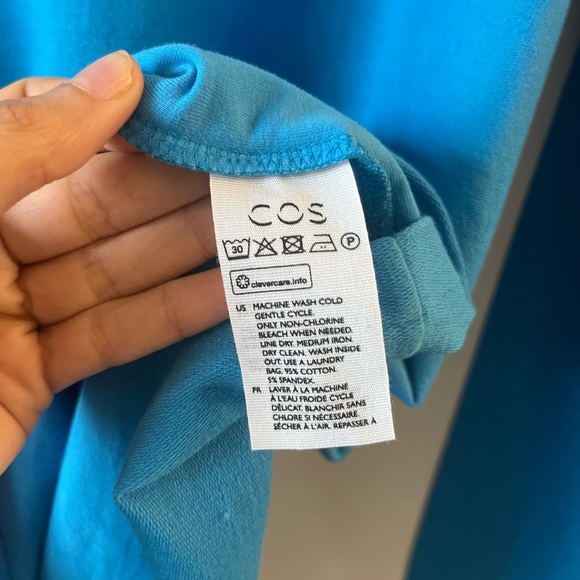 COS
30 P
clevercare.info
US MACHINE WASH COLD
GENTLE CYCLE.
ONLY NON-CHLORINE
BLEACH WHEN NEEDED.
LINE DRY. MEDIUM IRON.
DRY CLEAN. WASH INSIDE
OUT. USE A LAUNDRY
BAG. 95% COTTON.
5% SPANDEX.
FR LAVER À LA MACHINE
À L'EAU FROIDE CYCLE
DÉLICAT. BLANCHIR SANS
CHLORE SI NÉCESSAIRE.
SÉCHER À L'AIR. REPASSER À